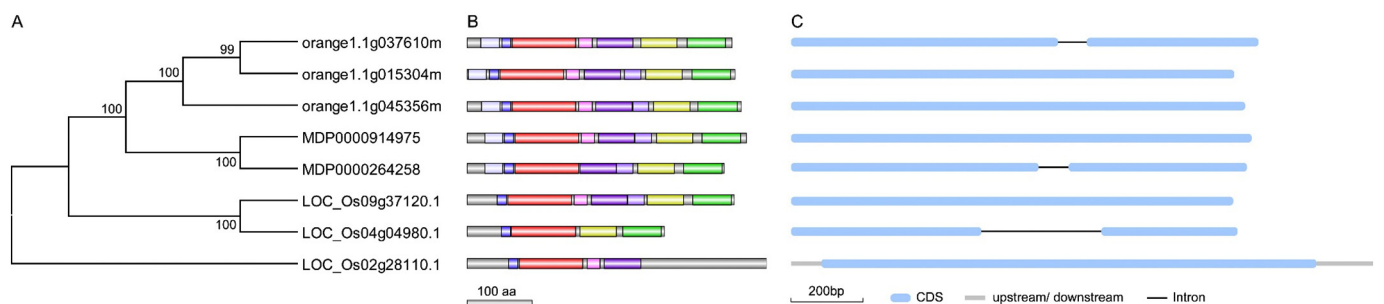 A B C
99 orange1.1g037610m
100 orange1.1g015304m
100 orange1.1g045356m
MDP0000914975
100 MDP0000264258
LOC_Os09g37120.1
100 LOC_Os04g04980.1
LOC_Os02g28110.1
100 aa
200bp CDS upstream/ downstream Intron